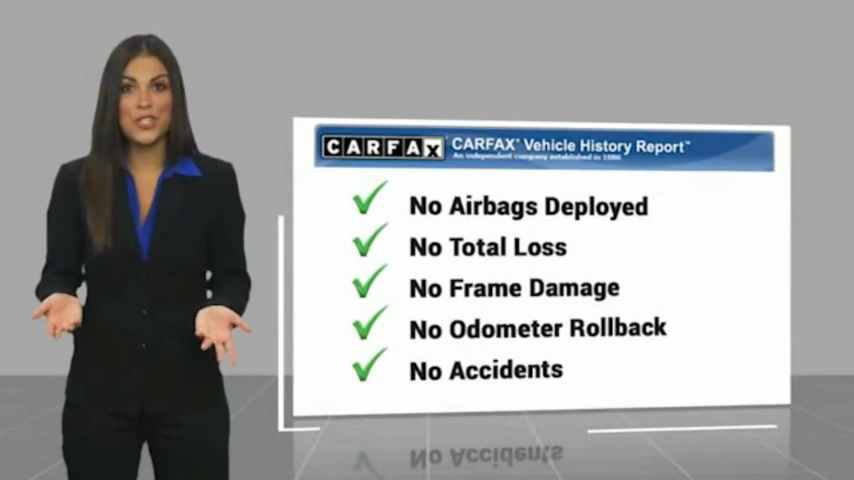 CARFAX CARFAX® Vehicle History Report™
An independent company established in 1986
No Airbags Deployed
No Total Loss
No Frame Damage
No Odometer Rollback
No Accidents
No Accidents